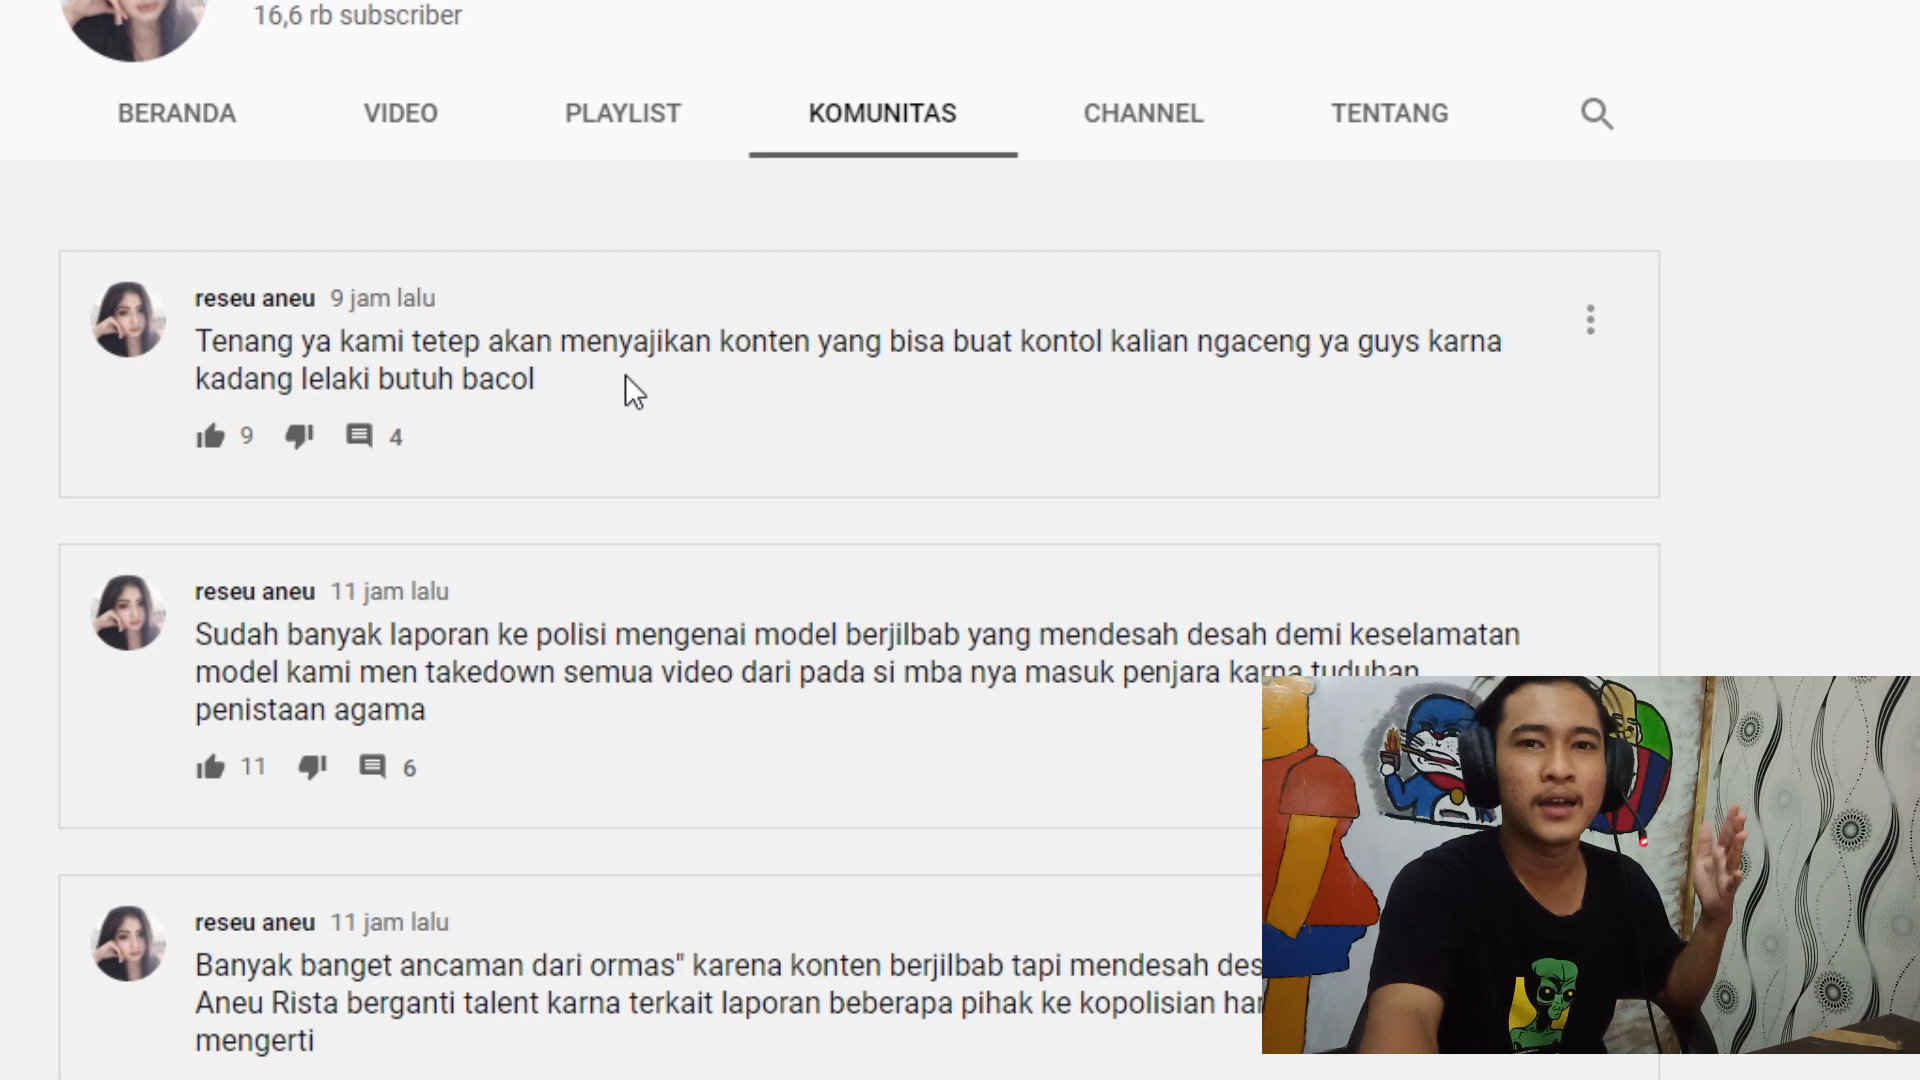 16,6 rb subscriber
BERANDA VIDEO PLAYLIST KOMUNITAS CHANNEL TENTANG
reseu aneu 9 jam lalu
Tenang ya kami tetep akan menyajikan konten yang bisa buat kontol kalian ngaceng ya guys karna
kadang lelaki butuh bacol
9 4
reseu aneu 11 jam lalu
Sudah banyak laporan ke polisi mengenai model berjilbab yang mendesah desah demi keselamatan
model kami men takedown semua video dari pada si mba nya masuk penjara karna tuduhan
penistaan agama
11 6
reseu aneu 11 jam lalu
Banyak banget ancaman dari ormas" karena konten berjilbab tapi mendesah
Aneu Rista berganti talent karna terkait laporan beberapa pihak ke kopolisian
mengerti